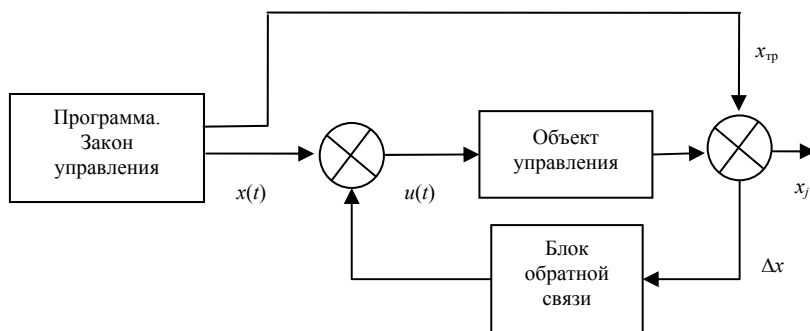 x_тр
Программа.
Закон
управления
Объект
управления
x(t)
u(t)
x_j
Блок
обратной
связи
Δx